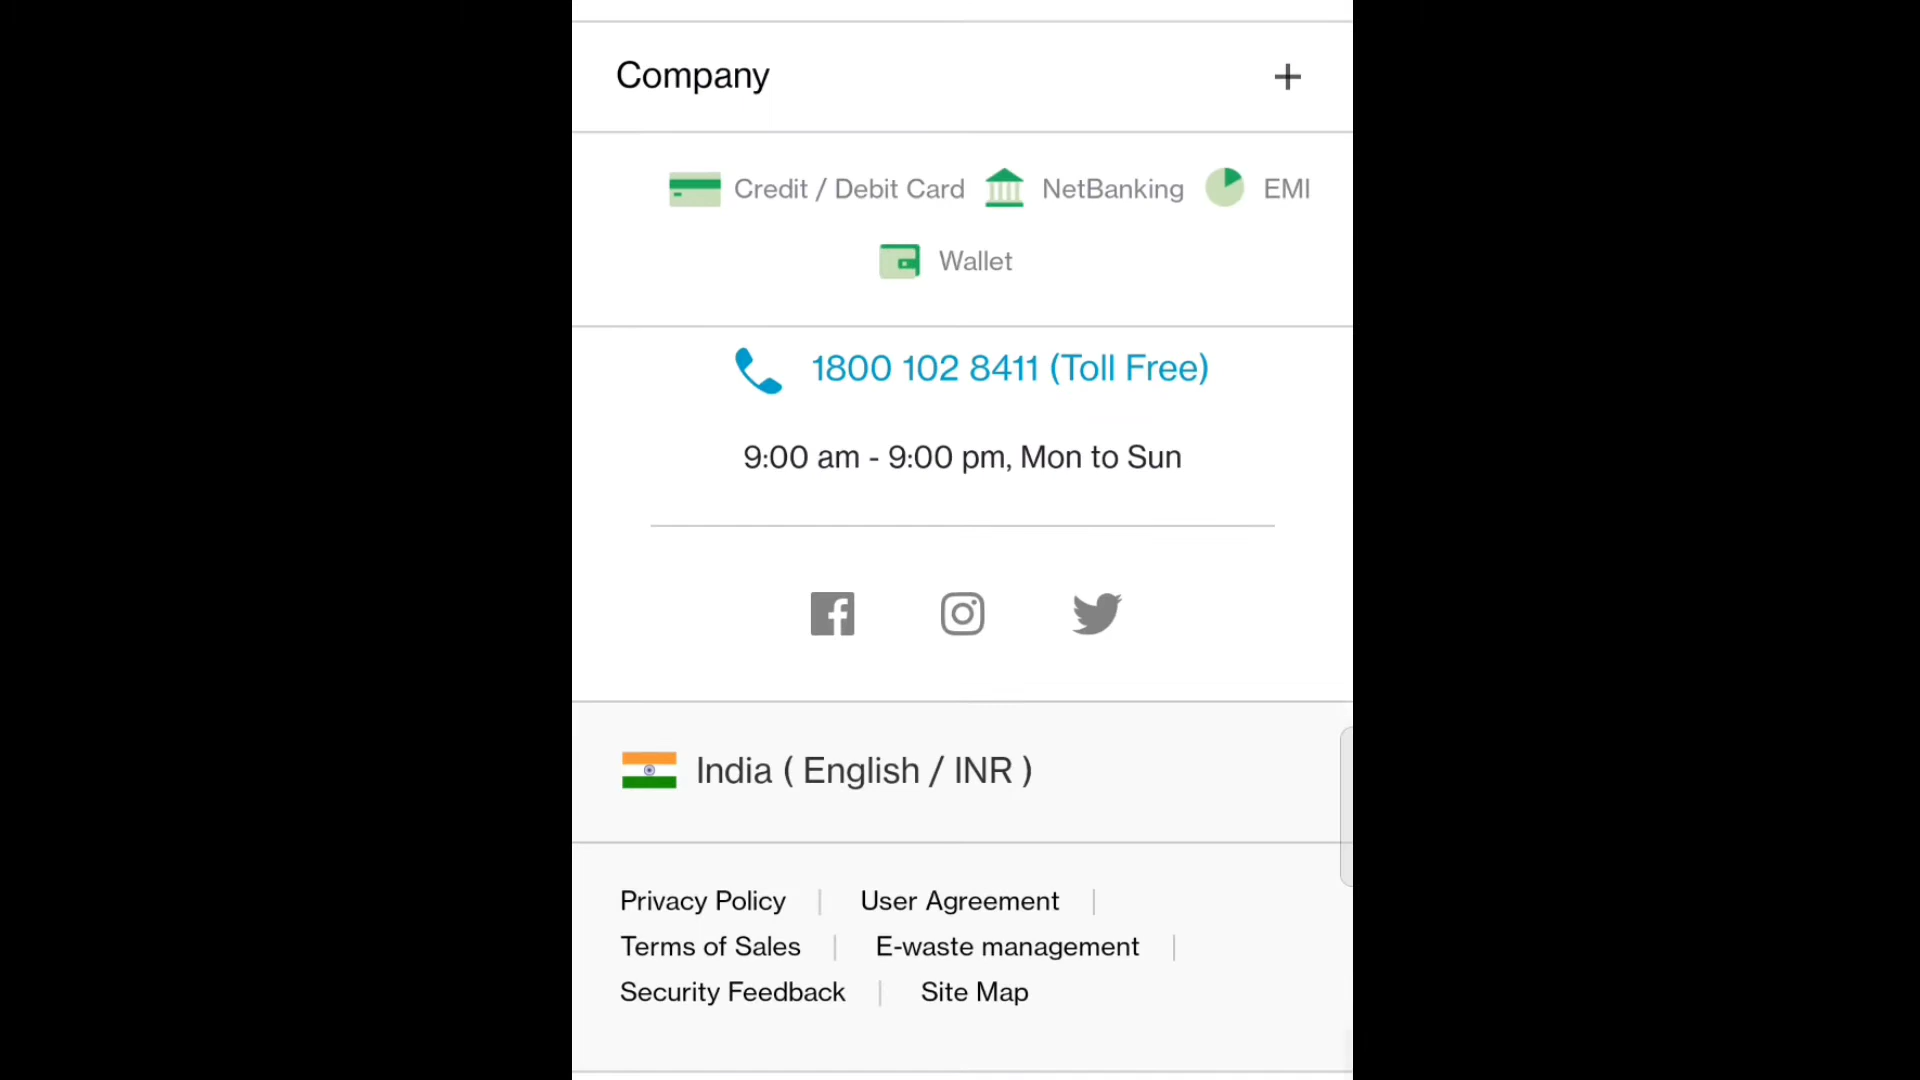 Company
Credit / Debit Card NetBanking EMI
Wallet
1800 102 8411 (Toll Free)
9:00 am - 9:00 pm, Mon to Sun
India ( English / INR )
Privacy Policy | User Agreement |
Terms of Sales | E-waste management |
Security Feedback | Site Map